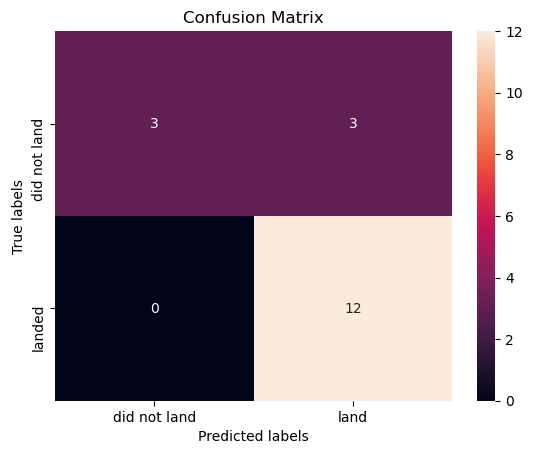 Confusion Matrix
True labels
did not land
landed
3
3
0
12
did not land
land
Predicted labels
12
10
8
6
4
2
0